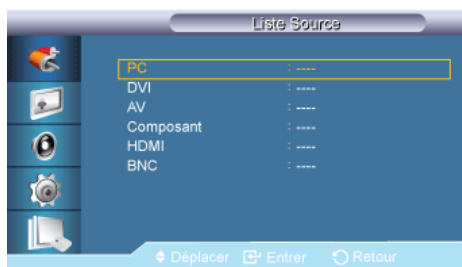 Liste Source
PC : ----
DVI : ----
AV : ----
Composant : ----
HDMI : ----
BNC : ----
Déplacer Entrer Retour